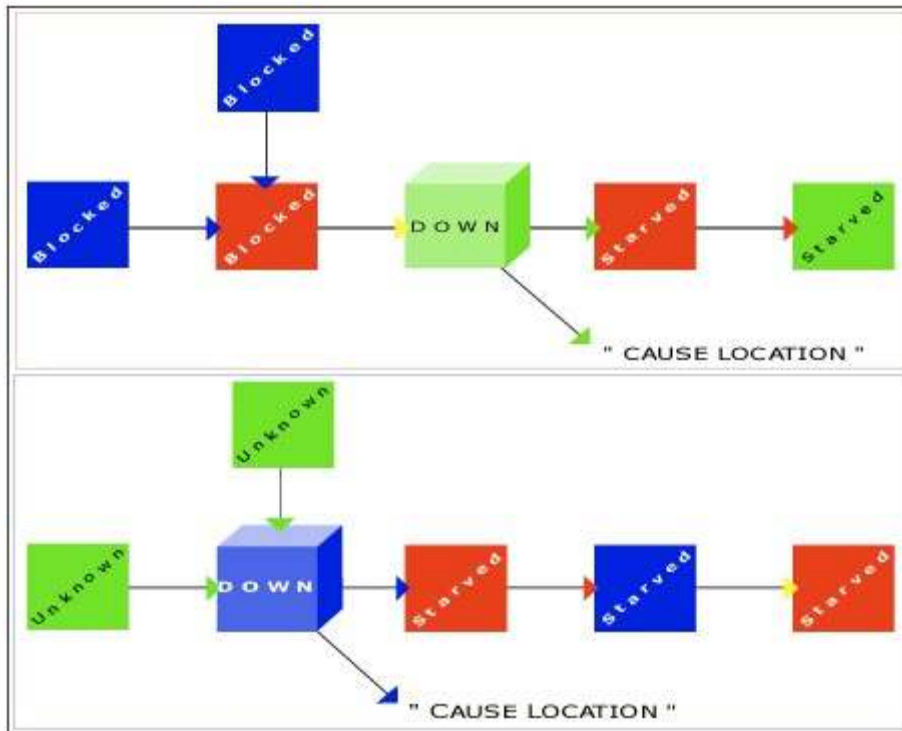 Blocked
Blocked
Blocked
DOWN
Starved
Starved
" CAUSE LOCATION "
Unknown
Unknown
DOWN
Starved
Starved
Starved
" CAUSE LOCATION "